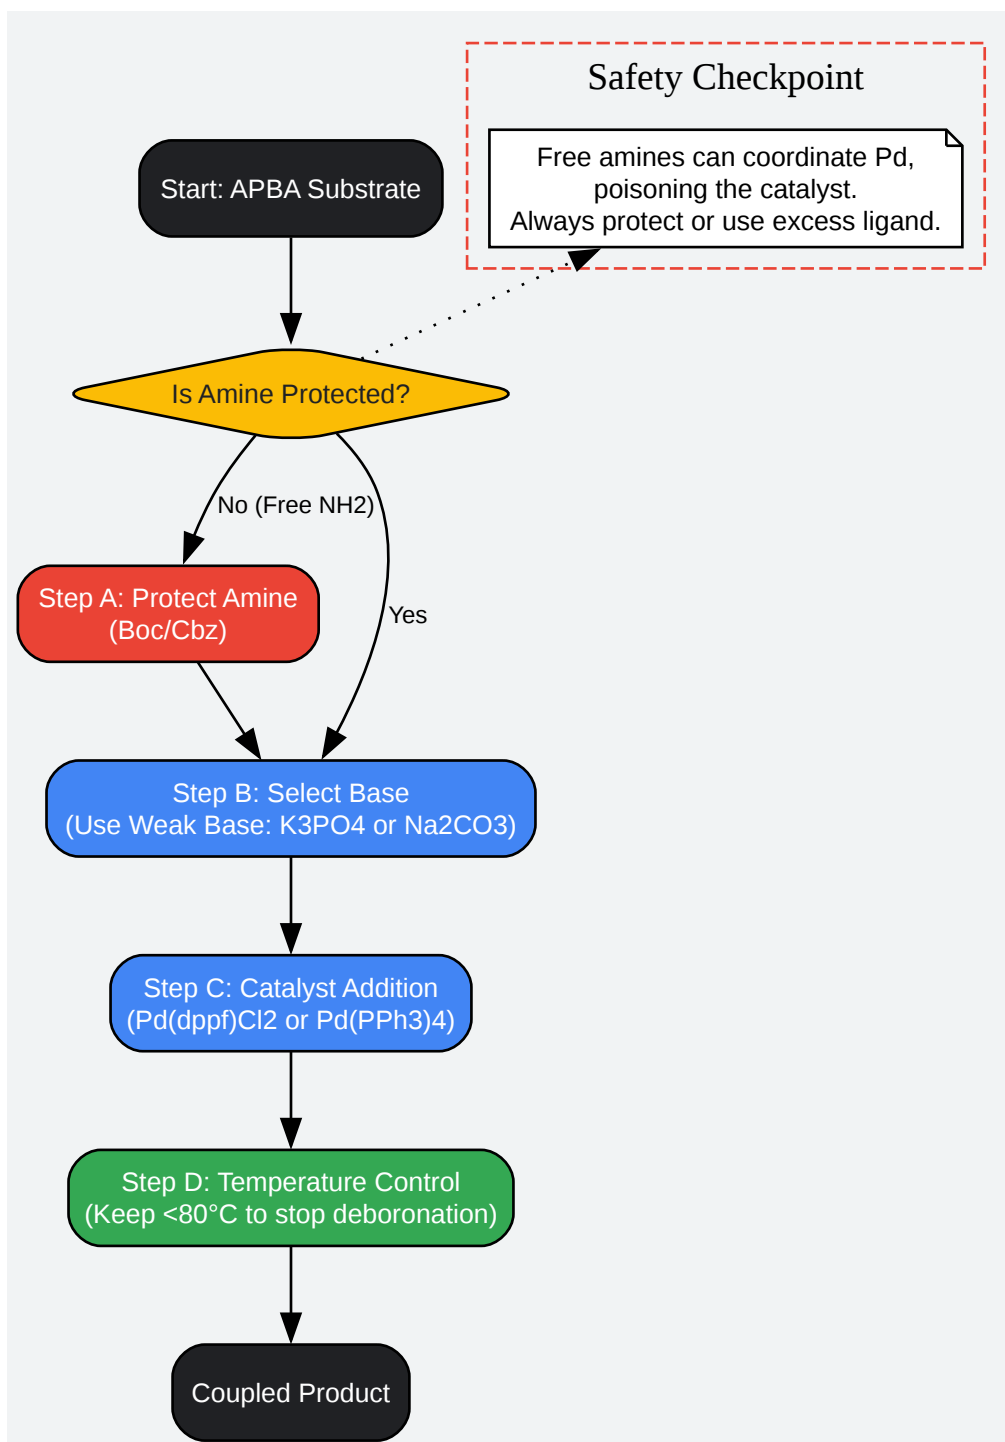 Safety Checkpoint
Free amines can coordinate Pd,
poisoning the catalyst.
Always protect or use excess ligand.
Start: APBA Substrate
Is Amine Protected?
No (Free NH2)
Step A: Protect Amine
(Boc/Cbz)
Yes
Step B: Select Base
(Use Weak Base: K3PO4 or Na2CO3)
Step C: Catalyst Addition
(Pd(dppf)Cl2 or Pd(PPh3)4)
Step D: Temperature Control
(Keep <80°C to stop deboronation)
Coupled Product